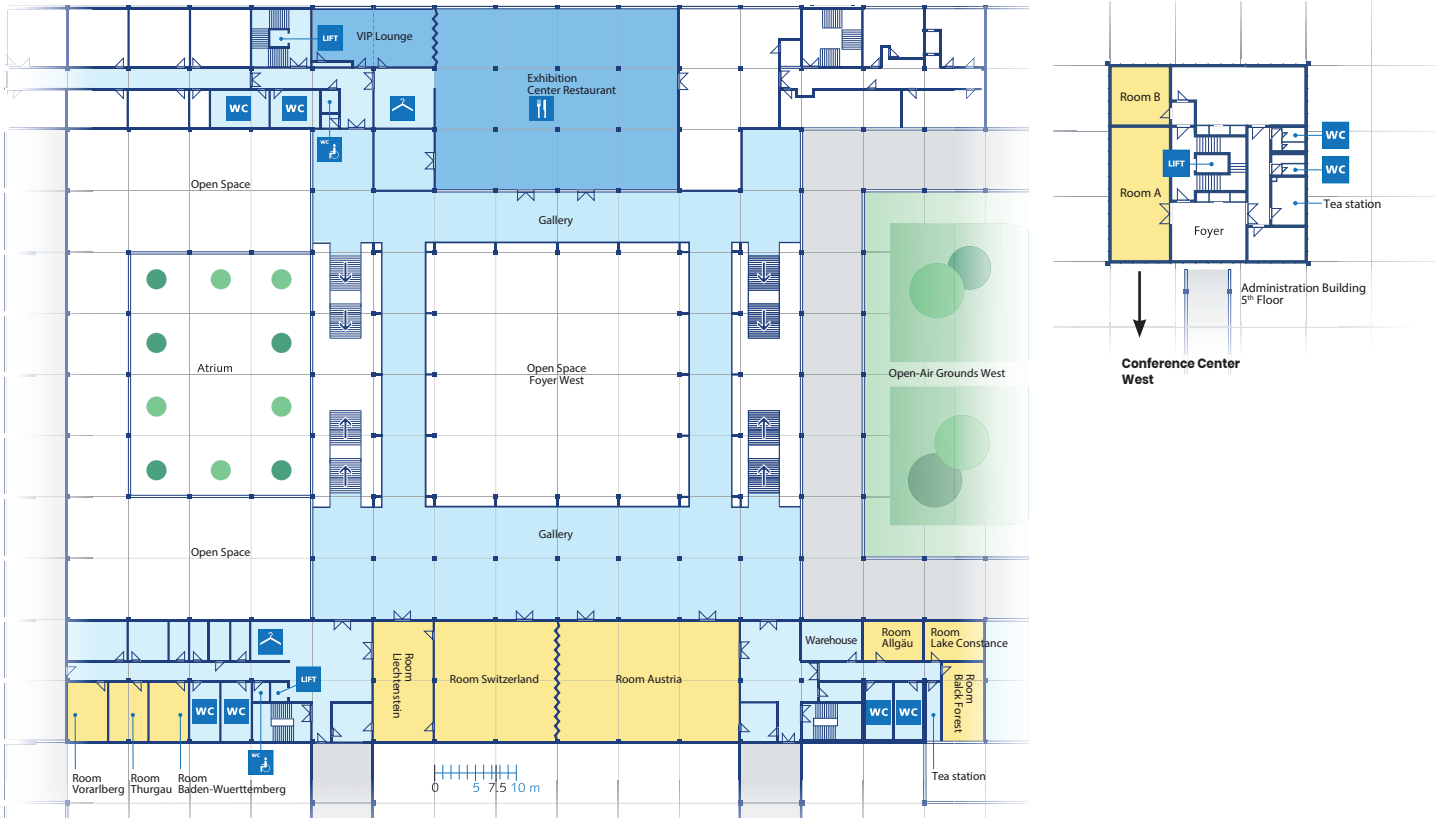 LIFT
VIP Lounge
Exhibition
Center Restaurant
WC
WC
WC
Open Space
Gallery
Atrium
Open Space
Foyer West
Open-Air Grounds West
Open Space
Gallery
Room
Liechtenstein
Room Switzerland
Room Austria
Warehouse
Room
Allgäu
Room
Lake Constance
LIFT
WC
WC
WC
WC
Room
Balck Forest
WC
Room
Vorarlberg
Room
Thurgau
Room
Baden-Wuerttemberg
0 5 7.5 10 m
Tea station
Room B
WC
LIFT
WC
Room A
Tea station
Foyer
Administration Building
5th Floor
Conference Center
West